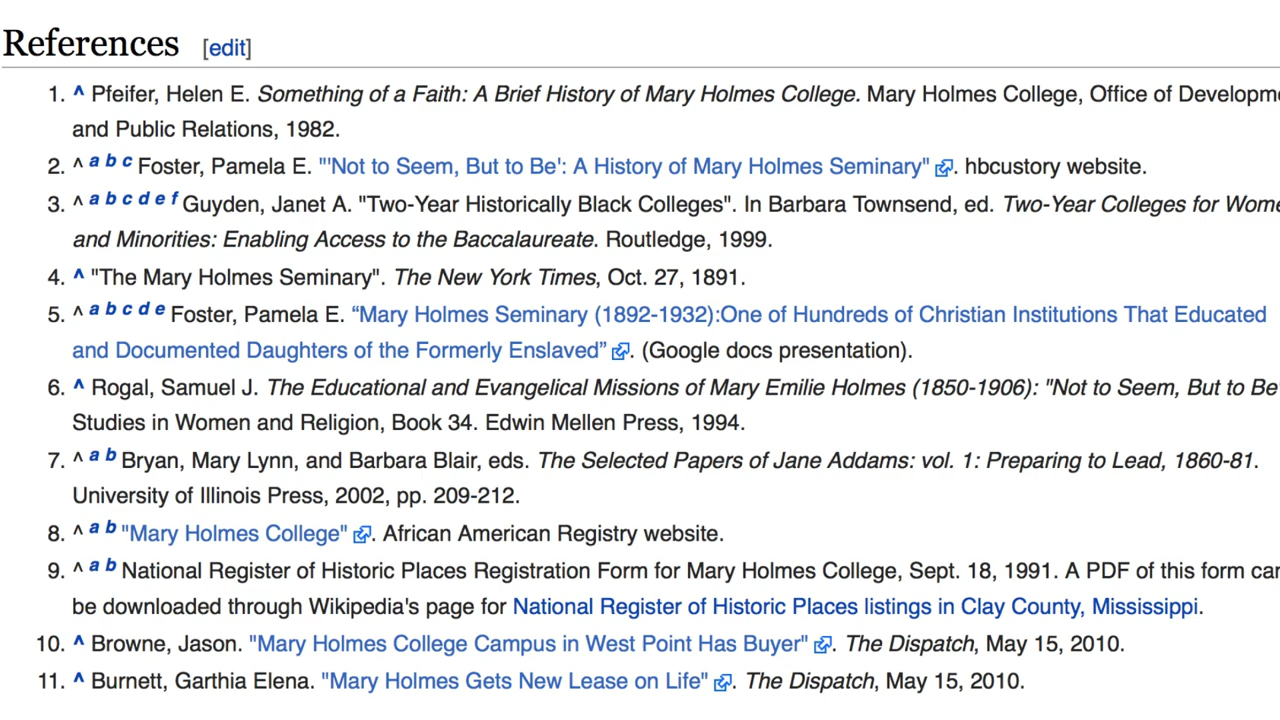 References [edit]
1. ^ Pfeifer, Helen E. Something of a Faith: A Brief History of Mary Holmes College. Mary Holmes College, Office of Developme
and Public Relations, 1982.
2. ^ a b c Foster, Pamela E. "'Not to Seem, But to Be': A History of Mary Holmes Seminary" . hbcustory website.
3. ^ a b c d e f Guyden, Janet A. "Two-Year Historically Black Colleges". In Barbara Townsend, ed. Two-Year Colleges for Wome
and Minorities: Enabling Access to the Baccalaureate. Routledge, 1999.
4. ^ "The Mary Holmes Seminary". The New York Times, Oct. 27, 1891.
5. ^ a b c d e Foster, Pamela E. “Mary Holmes Seminary (1892-1932):One of Hundreds of Christian Institutions That Educated
and Documented Daughters of the Formerly Enslaved” . (Google docs presentation).
6. ^ Rogal, Samuel J. The Educational and Evangelical Missions of Mary Emilie Holmes (1850-1906): "Not to Seem, But to Be"
Studies in Women and Religion, Book 34. Edwin Mellen Press, 1994.
7. ^ a b Bryan, Mary Lynn, and Barbara Blair, eds. The Selected Papers of Jane Addams: vol. 1: Preparing to Lead, 1860-81.
University of Illinois Press, 2002, pp. 209-212.
8. ^ a b "Mary Holmes College" . African American Registry website.
9. ^ a b National Register of Historic Places Registration Form for Mary Holmes College, Sept. 18, 1991. A PDF of this form can
be downloaded through Wikipedia's page for National Register of Historic Places listings in Clay County, Mississippi.
10. ^ Browne, Jason. "Mary Holmes College Campus in West Point Has Buyer" . The Dispatch, May 15, 2010.
11. ^ Burnett, Garthia Elena. "Mary Holmes Gets New Lease on Life" . The Dispatch, May 15, 2010.